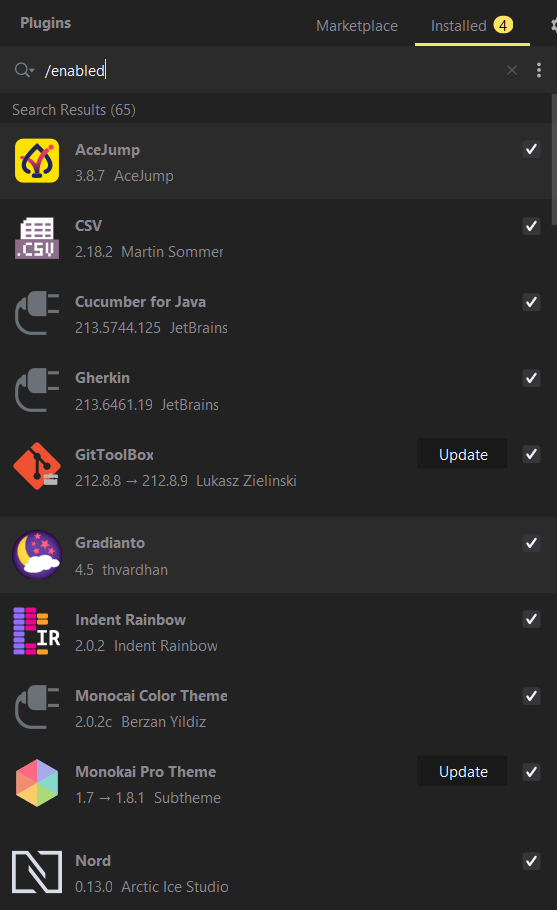 Plugins
Marketplace
Installed 4
/enabled
Search Results (65)
AceJump
3.8.7 AceJump
CSV
.CSV
2.18.2 Martin Sommer
Cucumber for Java
213.5744.125 JetBrains
Gherkin
213.6461.19 JetBrains
GitToolBox
Update
212.8.8 → 212.8.9 Lukasz Zielinski
Gradianto
4.5 thvardhan
Indent Rainbow
IR
2.0.2 Indent Rainbow
Monocai Color Theme
2.0.2c Berzan Yildiz
Monokai Pro Theme
Update
1.7 → 1.8.1 Subtheme
Nord
0.13.0 Arctic Ice Studio